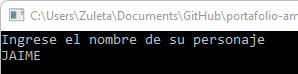 C:\Users\Zuleta\Documents\GitHub\portafolio-am
Ingrese el nombre de su personaje
JAIME